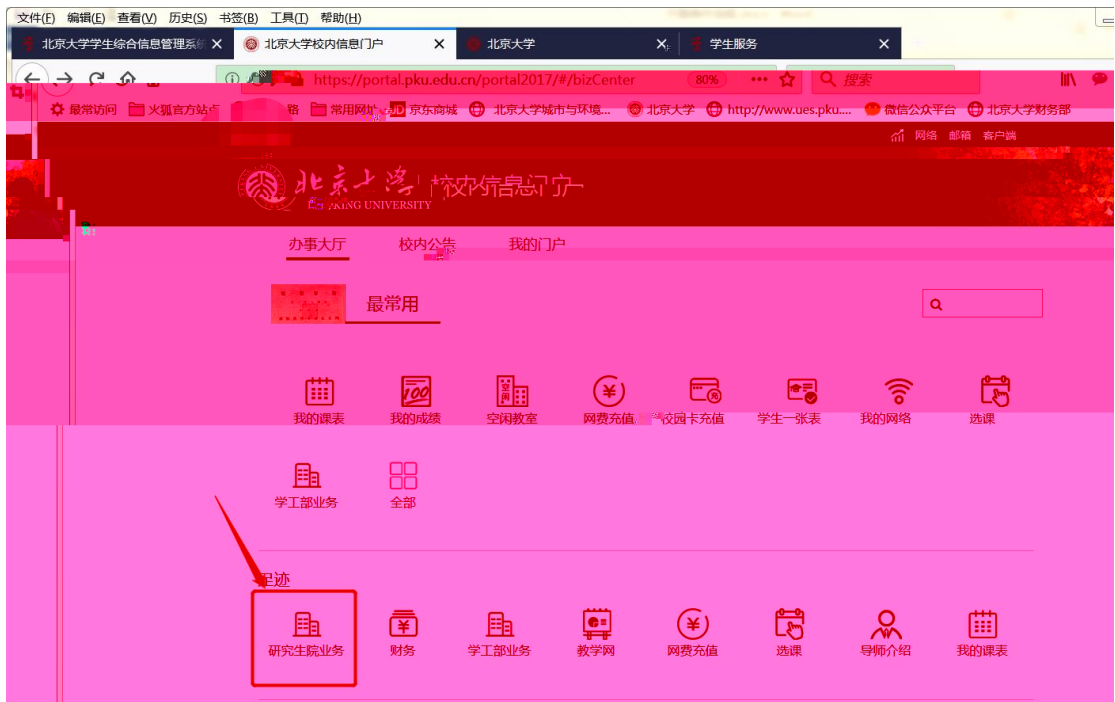 文件(F) 编辑(E) 查看(V) 历史(S) 书签(B) 工具(T) 帮助(H)
北京大学学生综合信息管理系统 北京大学校内信息门户 北京大学 学生服务
https://portal.pku.edu.cn/portal2017/#/bizCenter 80% 搜索
最常访问 火狐官方站点 常用网址 JD 京东商城 北京大学城市与环境... 北京大学 http://www.ues.pku.... 微信公众平台 北京大学财务部
网络 邮箱 客户端
北京大学 校内信息门户
PEKING UNIVERSITY
办事大厅 校内公告 我的门户
最常用
我的课表 我的成绩 空闲教室 网费充值 校园卡充值 学生一张表 我的网络 选课
学工部业务 全部
足迹
研究生院业务 财务 学工部业务 教学网 网费充值 选课 导师介绍 我的课表